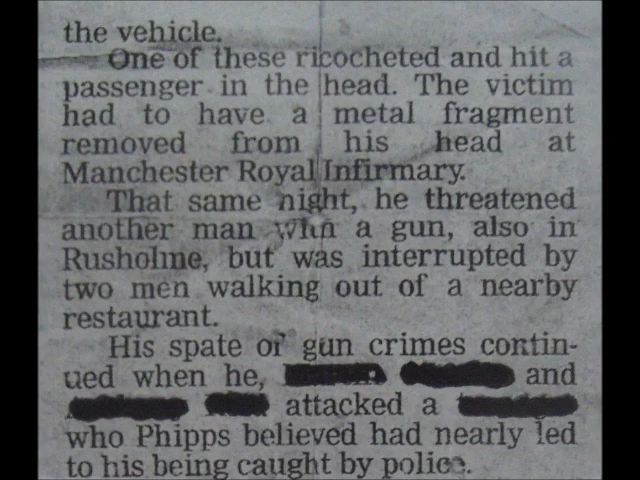 the vehicle.
One of these ricocheted and hit a
passenger in the head. The victim
had to have a metal fragment
removed from his head at
Manchester Royal Infirmary.
That same night, he threatened
another man with a gun, also in
Rusholme, but was interrupted by
two men walking out of a nearby
restaurant.
His spate of gun crimes contin-
ued when he, and
attacked a
who Phipps believed had nearly led
to his being caught by police.